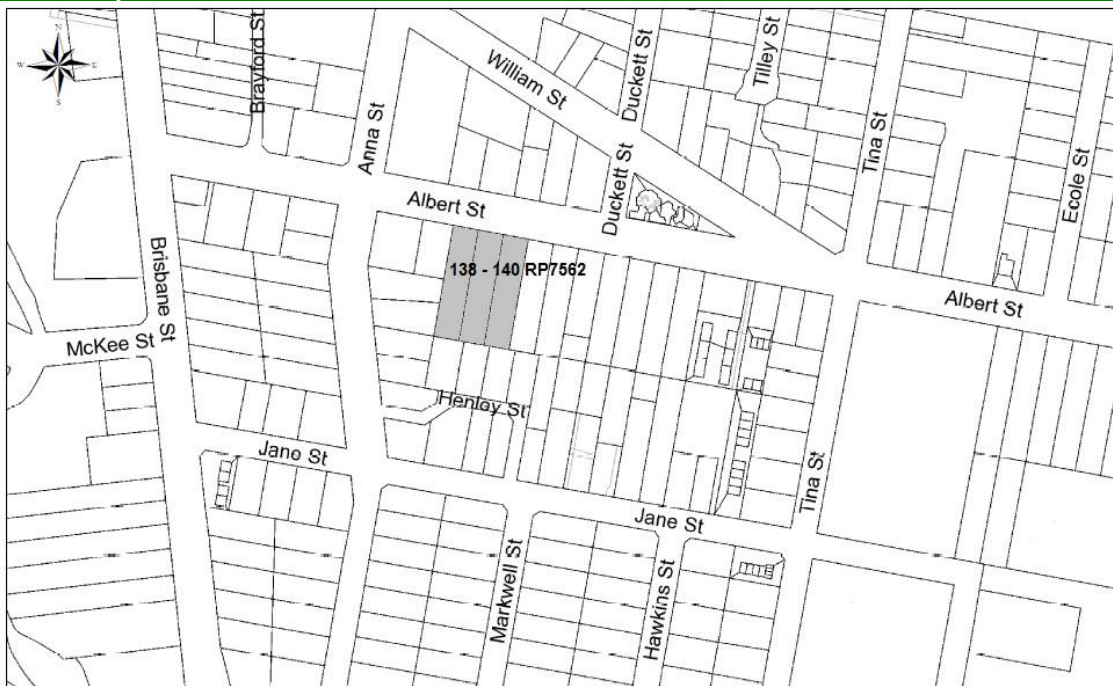 N
W
E
S
Brayford St
Anna St
William St
Duckett St
Tilley St
Tina St
Ecole St
Albert St
Duckett St
138 - 140 RP7562
Brisbane St
Albert St
McKee St
Henley St
Jane St
Tina St
Jane St
Markwell St
Hawkins St